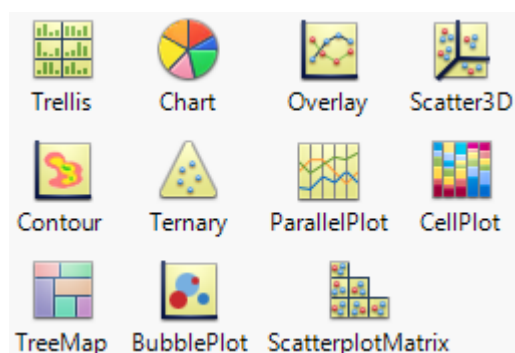 Trellis Chart Overlay Scatter3D
Contour Ternary ParallelPlot CellPlot
TreeMap BubblePlot ScatterplotMatrix